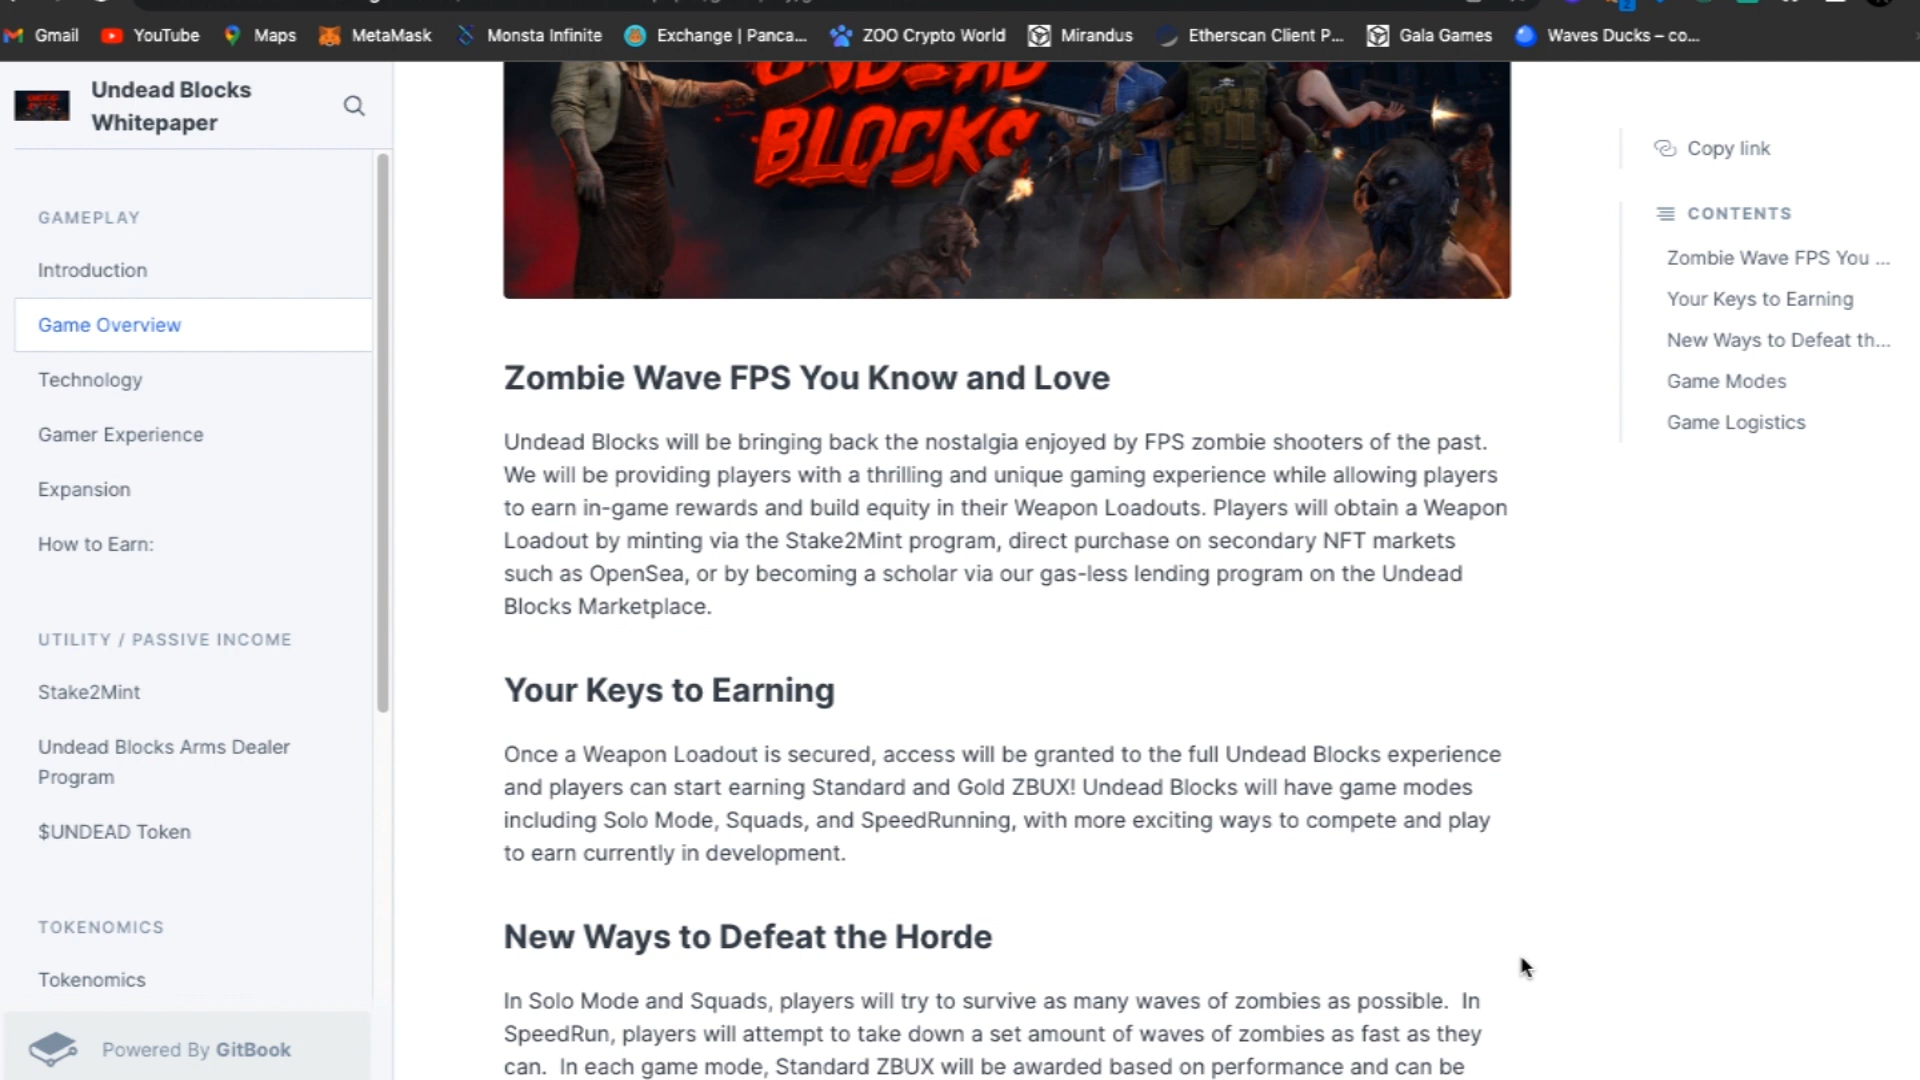 Gmail YouTube Maps MetaMask Monsta Infinite Exchange | Panca... ZOO Crypto World Mirandus Etherscan Client P... Gala Games Waves Ducks – co...
2
Undead Blocks
Whitepaper
GAMEPLAY
Introduction
Game Overview
Technology
Gamer Experience
Expansion
How to Earn:
UTILITY / PASSIVE INCOME
Stake2Mint
Undead Blocks Arms Dealer
Program
$UNDEAD Token
TOKENOMICS
Tokenomics
Powered By GitBook
UNDEAD
BLOCKS
Zombie Wave FPS You Know and Love
Undead Blocks will be bringing back the nostalgia enjoyed by FPS zombie shooters of the past.
We will be providing players with a thrilling and unique gaming experience while allowing players
to earn in-game rewards and build equity in their Weapon Loadouts. Players will obtain a Weapon
Loadout by minting via the Stake2Mint program, direct purchase on secondary NFT markets
such as OpenSea, or by becoming a scholar via our gas-less lending program on the Undead
Blocks Marketplace.
Your Keys to Earning
Once a Weapon Loadout is secured, access will be granted to the full Undead Blocks experience
and players can start earning Standard and Gold ZBUX! Undead Blocks will have game modes
including Solo Mode, Squads, and SpeedRunning, with more exciting ways to compete and play
to earn currently in development.
New Ways to Defeat the Horde
In Solo Mode and Squads, players will try to survive as many waves of zombies as possible. In
SpeedRun, players will attempt to take down a set amount of waves of zombies as fast as they
can. In each game mode, Standard ZBUX will be awarded based on performance and can be
Copy link
CONTENTS
Zombie Wave FPS You ...
Your Keys to Earning
New Ways to Defeat th...
Game Modes
Game Logistics